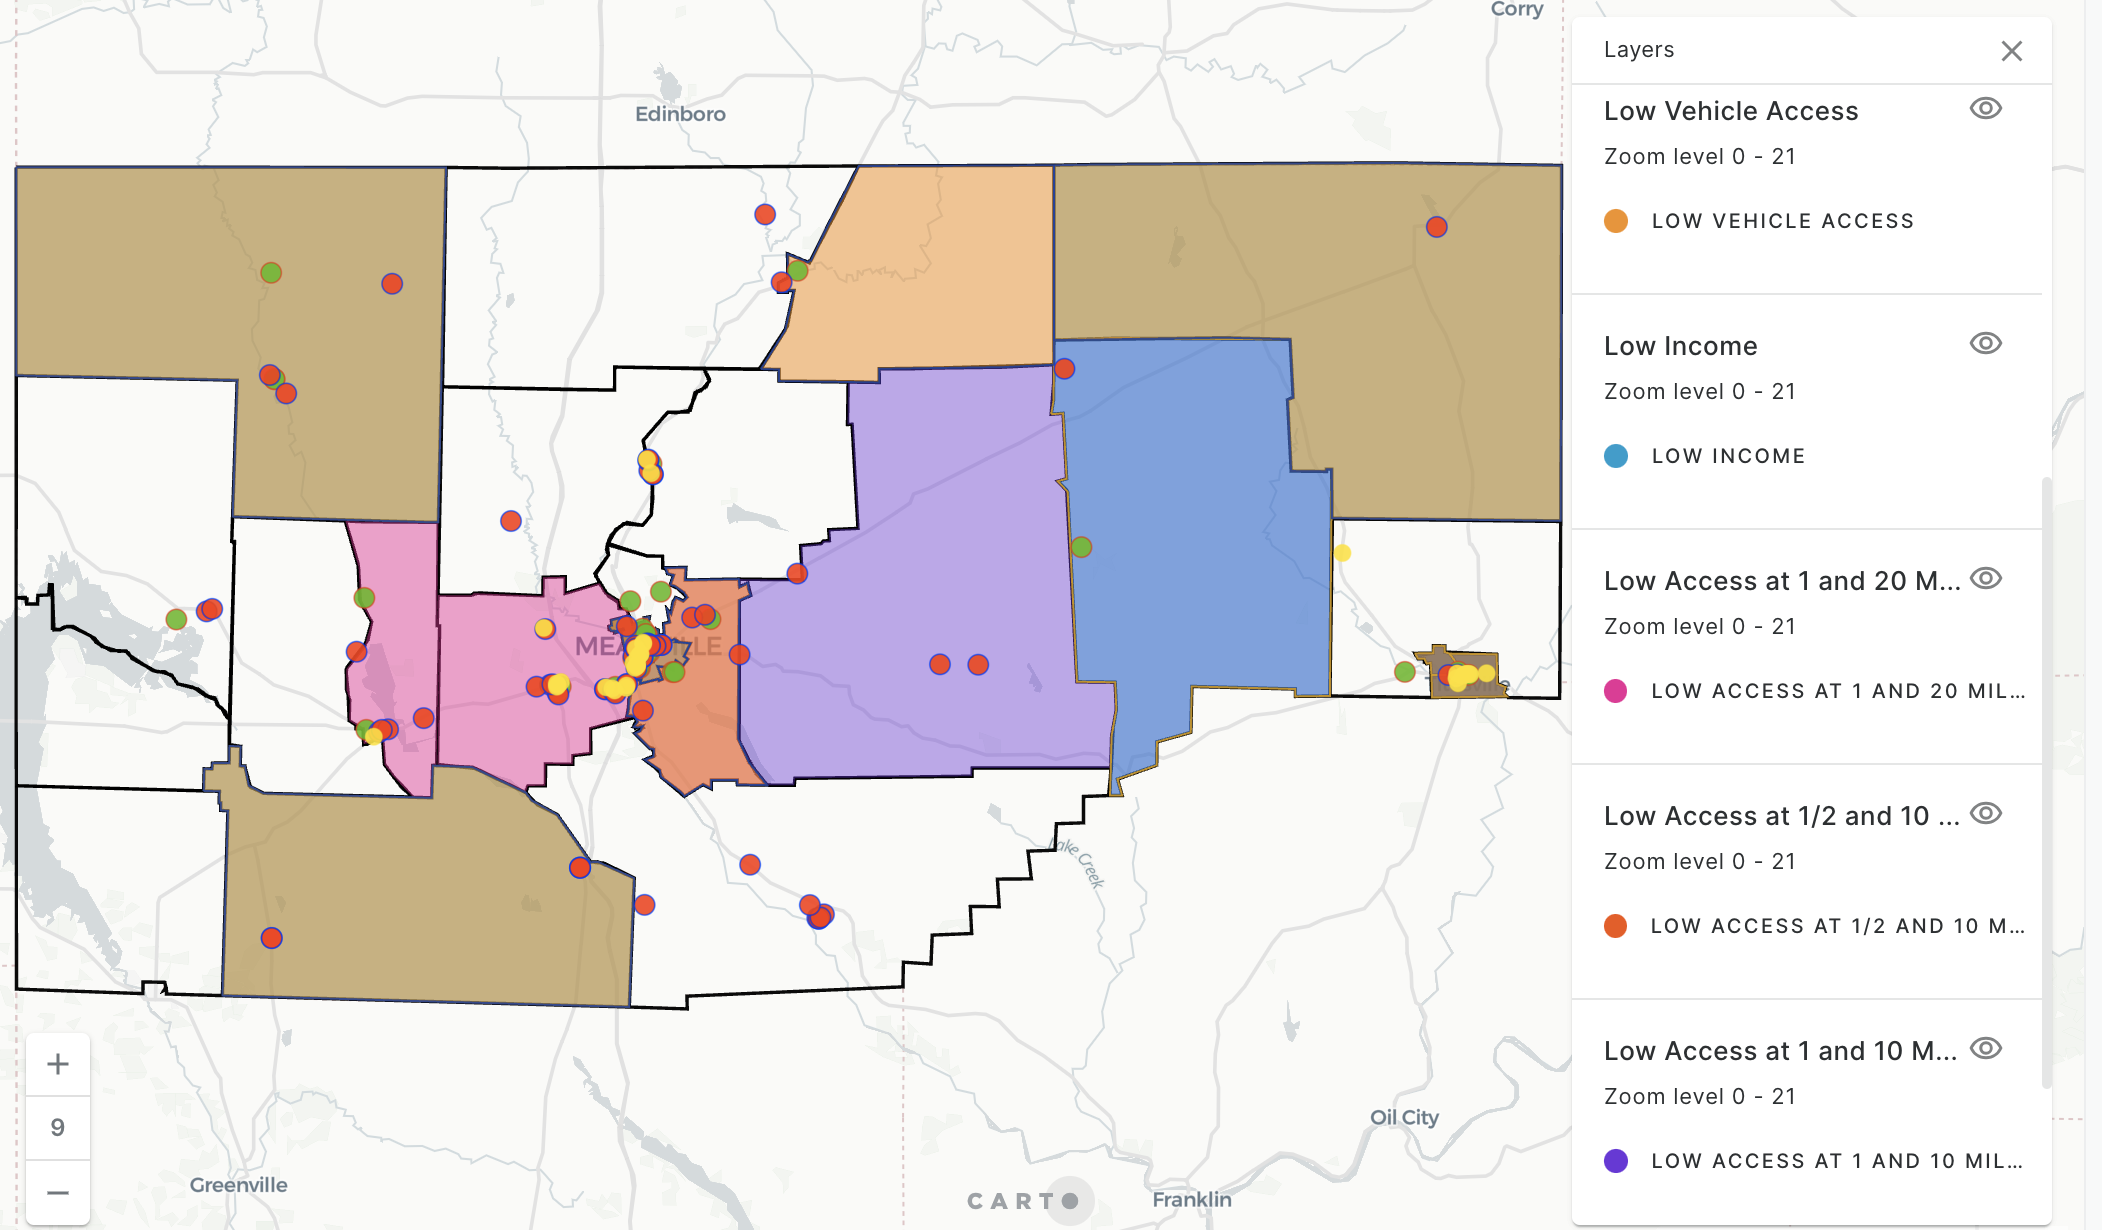 Corry
Edinboro
Lake Creek
Oil City
Greenville
Franklin
CARTO
+
9
−
Layers
Low Vehicle Access
Zoom level 0 - 21
LOW VEHICLE ACCESS
Low Income
Zoom level 0 - 21
LOW INCOME
Low Access at 1 and 20 M...
Zoom level 0 - 21
LOW ACCESS AT 1 AND 20 MIL...
Low Access at 1/2 and 10 ...
Zoom level 0 - 21
LOW ACCESS AT 1/2 AND 10 M...
Low Access at 1 and 10 M...
Zoom level 0 - 21
LOW ACCESS AT 1 AND 10 MIL...